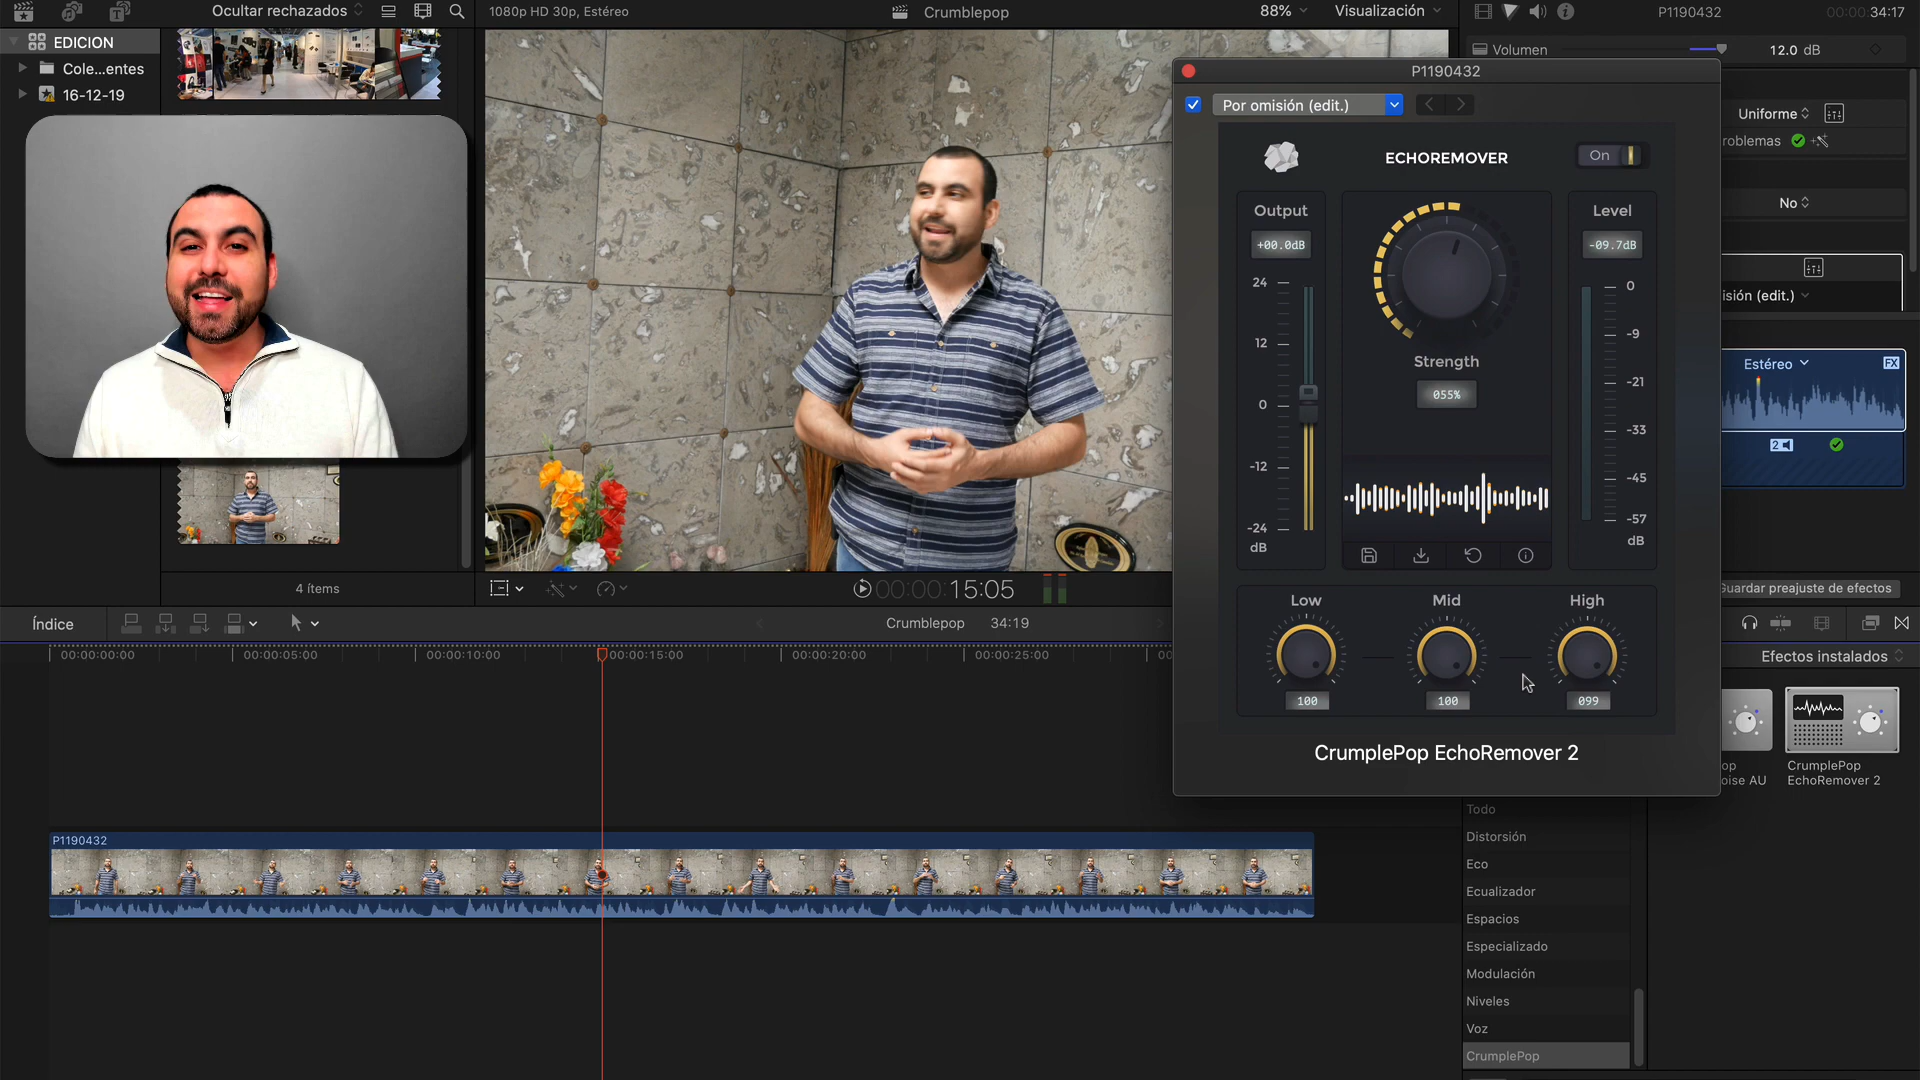 Ocultar rechazados
EDICION
Cole...entes
16-12-19
4 ítems
1080p HD 30p, Estéreo
Crumblepop
88%
Visualización
P1190432
00:00:34:17
Volumen
12.0 dB
Uniforme
roblemas
No
isión (edit.)
Estéreo
FX
2
Guardar preajuste de efectos
P1190432
Por omisión (edit.)
ECHOREMOVER
On
Output
+00.0dB
24
12
0
-12
-24
dB
Strength
055%
Level
-09.7dB
0
-9
-21
-33
-45
-57
dB
Low
Mid
High
100
100
099
CrumplePop EchoRemover 2
00:00:15:05
Índice
Crumblepop
34:19
00:00:00:00
00:00:05:00
00:00:10:00
00:00:15:00
00:00:20:00
00:00:25:00
00
P1190432
Efectos instalados
op
oise AU
CrumplePop
EchoRemover 2
Todo
Distorsión
Eco
Ecualizador
Espacios
Especializado
Modulación
Niveles
Voz
CrumplePop